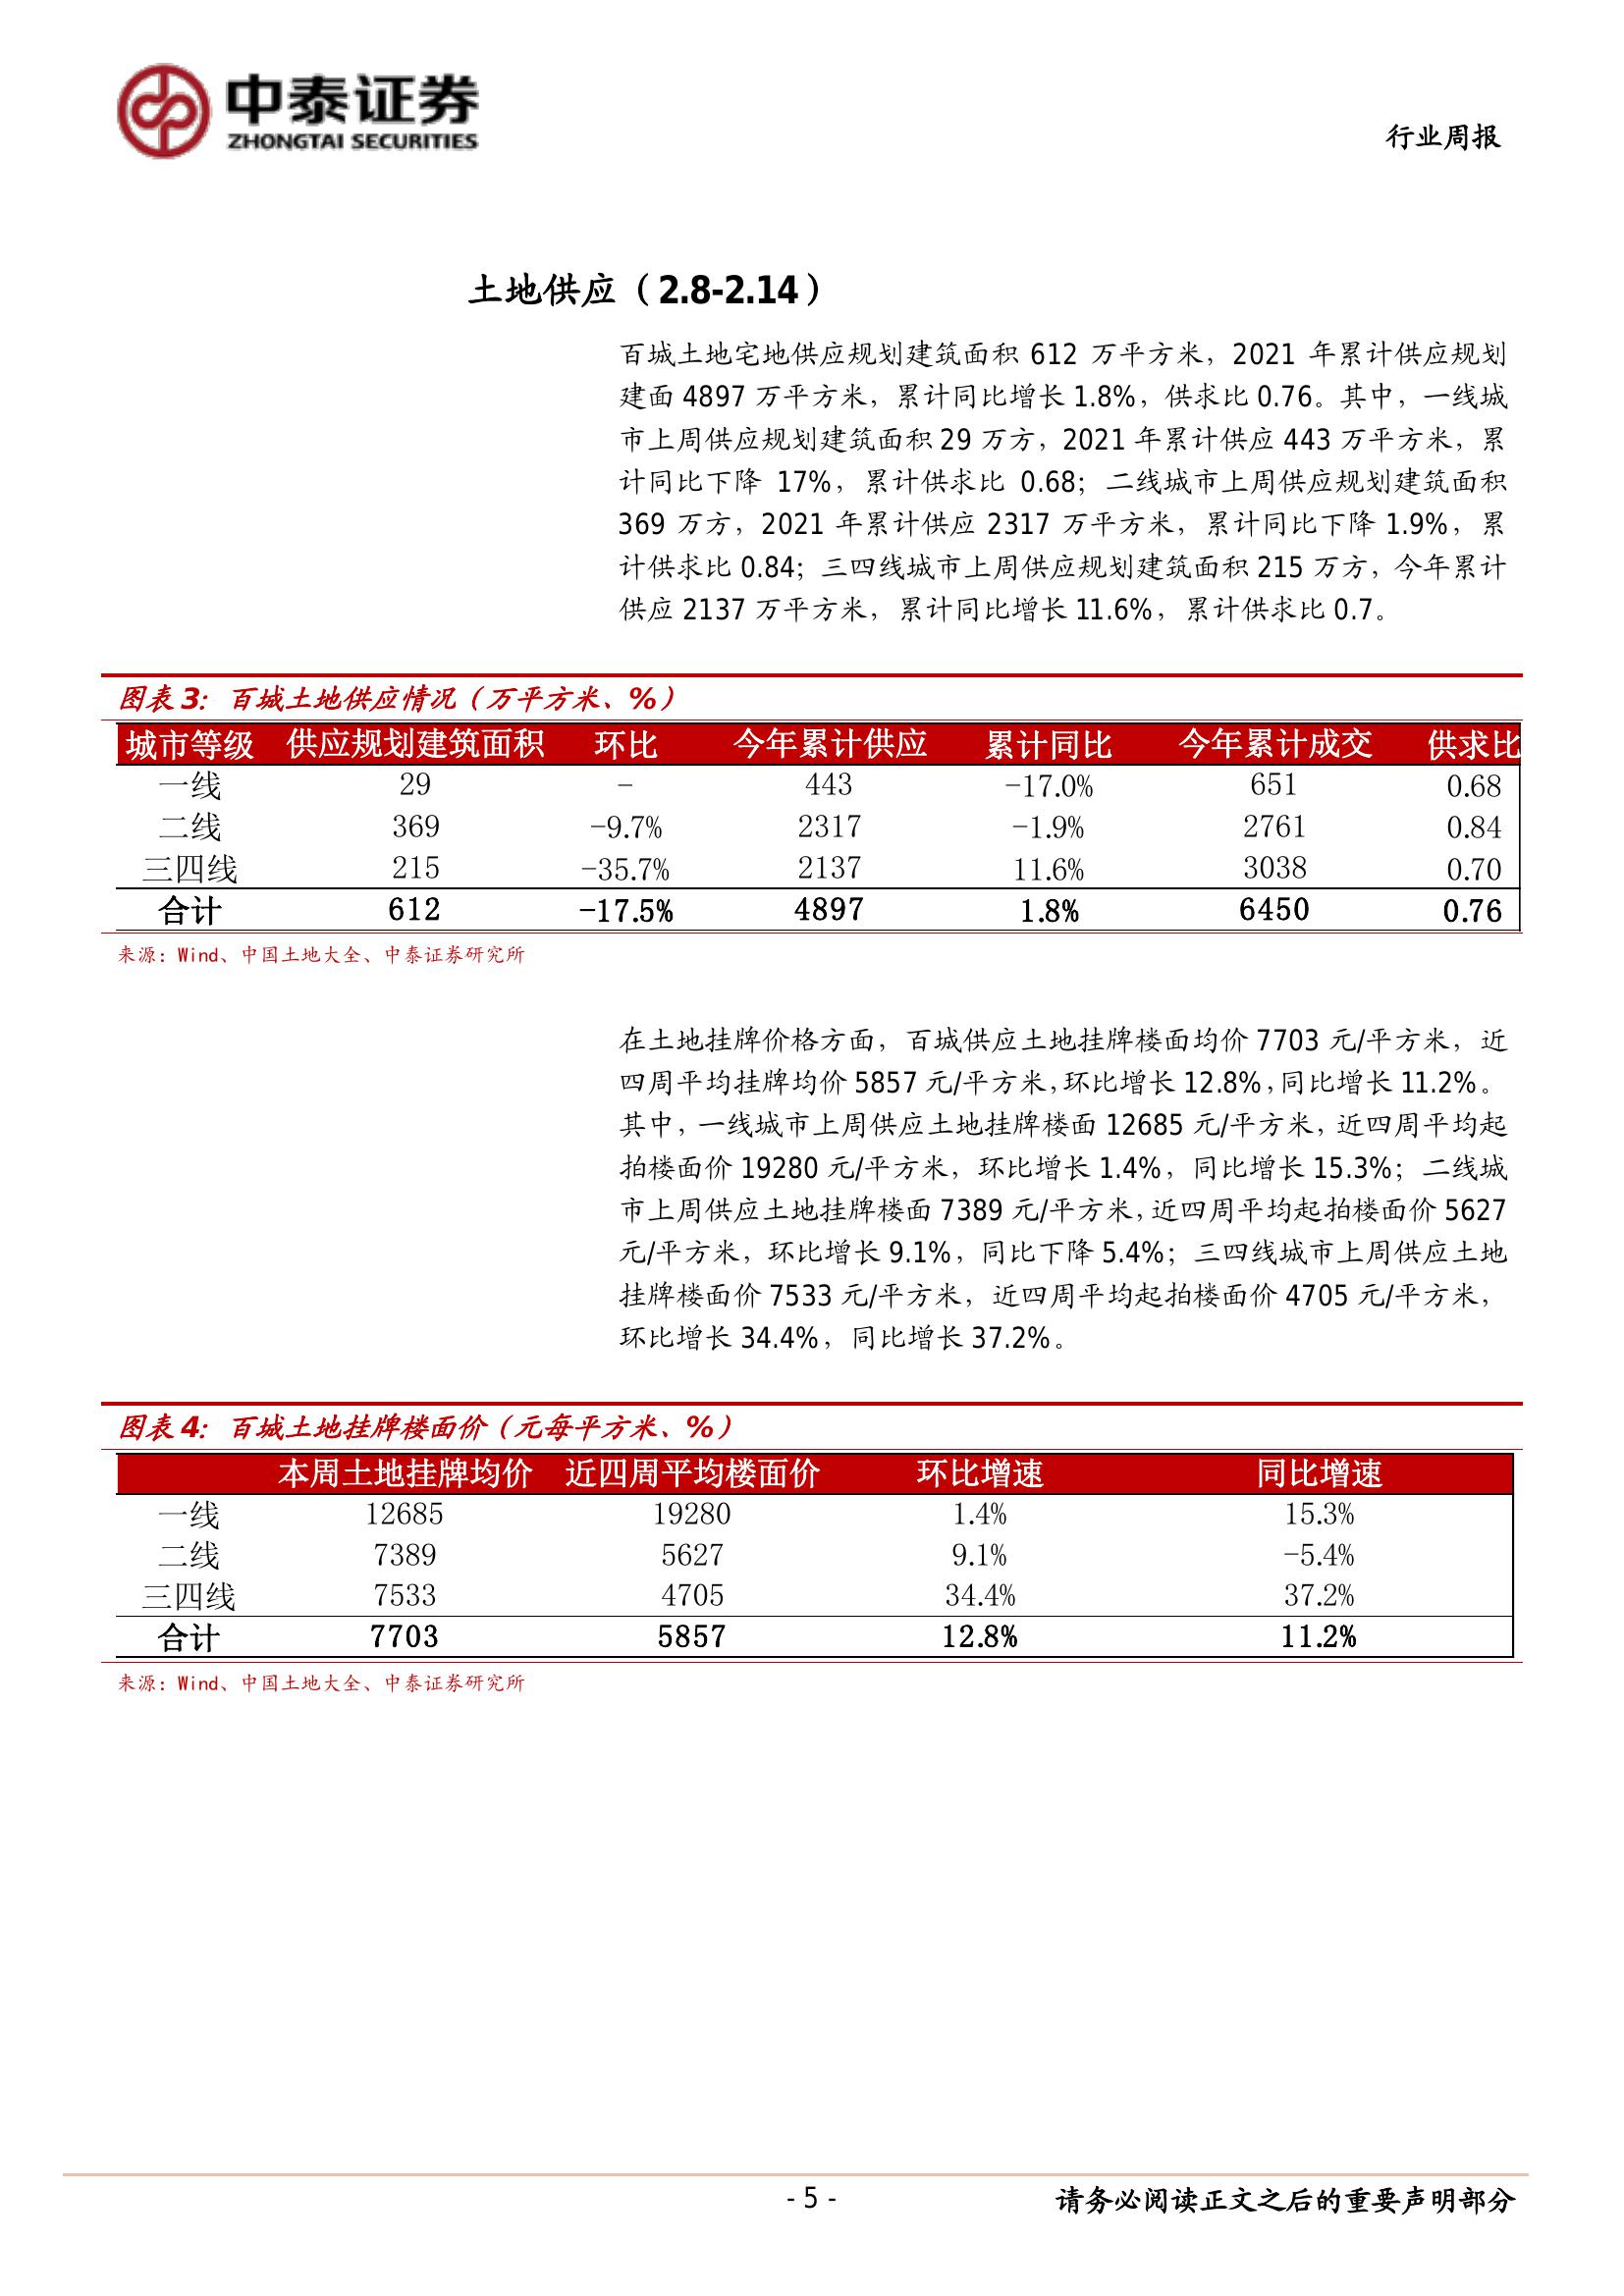 中泰证券
ZHONGTAI SECURITIES
行业周报
土地供应（2.8-2.14）
百城土地宅地供应规划建筑面积 612 万平方米，2021 年累计供应规划
建面 4897 万平方米，累计同比增长 1.8%，供求比 0.76。其中，一线城
市上周供应规划建筑面积 29 万方，2021 年累计供应 443 万平方米，累
计同比下降 17%，累计供求比 0.68；二线城市上周供应规划建筑面积
369 万方，2021 年累计供应 2317 万平方米，累计同比下降 1.9%，累
计供求比 0.84；三四线城市上周供应规划建筑面积 215 万方，今年累计
供应 2137 万平方米，累计同比增长 11.6%，累计供求比 0.7。
图表 3：百城土地供应情况（万平方米、%）
城市等级 供应规划建筑面积 环比 今年累计供应 累计同比 今年累计成交 供求比
一线 29 - 443 -17.0% 651 0.68
二线 369 -9.7% 2317 -1.9% 2761 0.84
三四线 215 -35.7% 2137 11.6% 3038 0.70
合计 612 -17.5% 4897 1.8% 6450 0.76
来源：Wind、中国土地大全、中泰证券研究所
在土地挂牌价格方面，百城供应土地挂牌楼面均价 7703 元/平方米，近
四周平均挂牌均价 5857 元/平方米，环比增长 12.8%，同比增长 11.2%。
其中，一线城市上周供应土地挂牌楼面 12685 元/平方米，近四周平均起
拍楼面价 19280 元/平方米，环比增长 1.4%，同比增长 15.3%；二线城
市上周供应土地挂牌楼面 7389 元/平方米，近四周平均起拍楼面价 5627
元/平方米，环比增长 9.1%，同比下降 5.4%；三四线城市上周供应土地
挂牌楼面价 7533 元/平方米，近四周平均起拍楼面价 4705 元/平方米，
环比增长 34.4%，同比增长 37.2%。
图表 4：百城土地挂牌楼面价（元每平方米、%）
本周土地挂牌均价 近四周平均楼面价 环比增速 同比增速
一线 12685 19280 1.4% 15.3%
二线 7389 5627 9.1% -5.4%
三四线 7533 4705 34.4% 37.2%
合计 7703 5857 12.8% 11.2%
来源：Wind、中国土地大全、中泰证券研究所
- 5 -
请务必阅读正文之后的重要声明部分